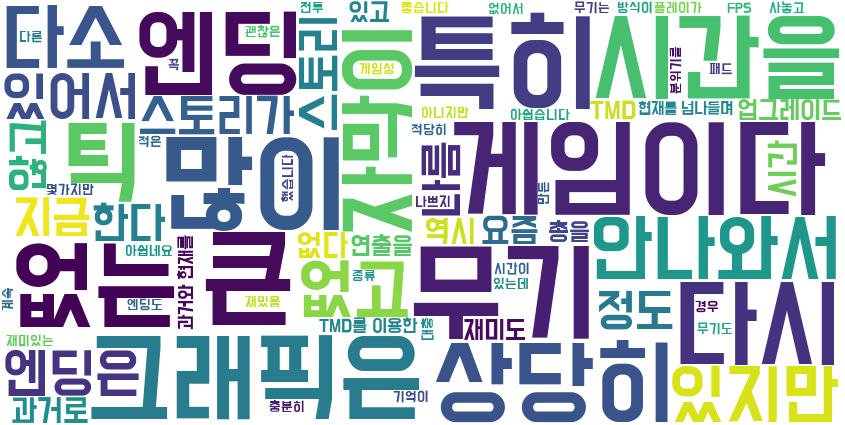 다소
엔딩
괜찮은
전투
있고
좋습니다
없어서
무기는
방식이
플레이가
FPS
사놓고
다른
꼭
게임성
특히
시간을
분위기를
패드
있어서
스토리가
스토리
아니지만
아쉽습니다
TMD
현재를 넘나들며
업그레이드
않고
틱
적은
많이
했습니다
적당히
게임이다
시간
몇가지만
나쁘지
지금
한다
역시
요즘
총을
안나와서
아쉽네요
없는
큰
과거와 현재를
없다
연출을
없고
종류
무기
시간이
있는데
정도
다시
경우
무기도
계속
엔딩도
재밌음
TMD를 이용한
재미도
재미있는
엔딩은
그래픽은
상당히
있지만
과거로
충분히
기억이